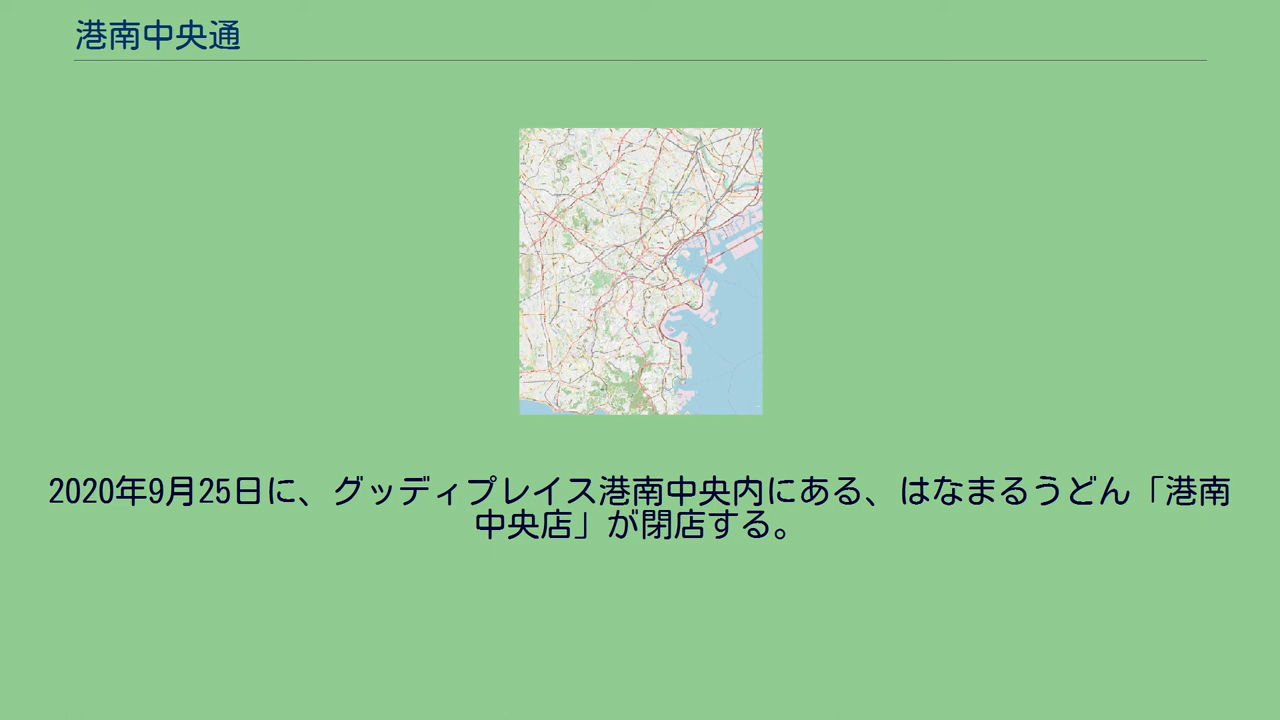 港南中央通
2020年9月25日に、グッディプレイス港南中央内にある、はなまるうどん「港南
中央店」が閉店する。